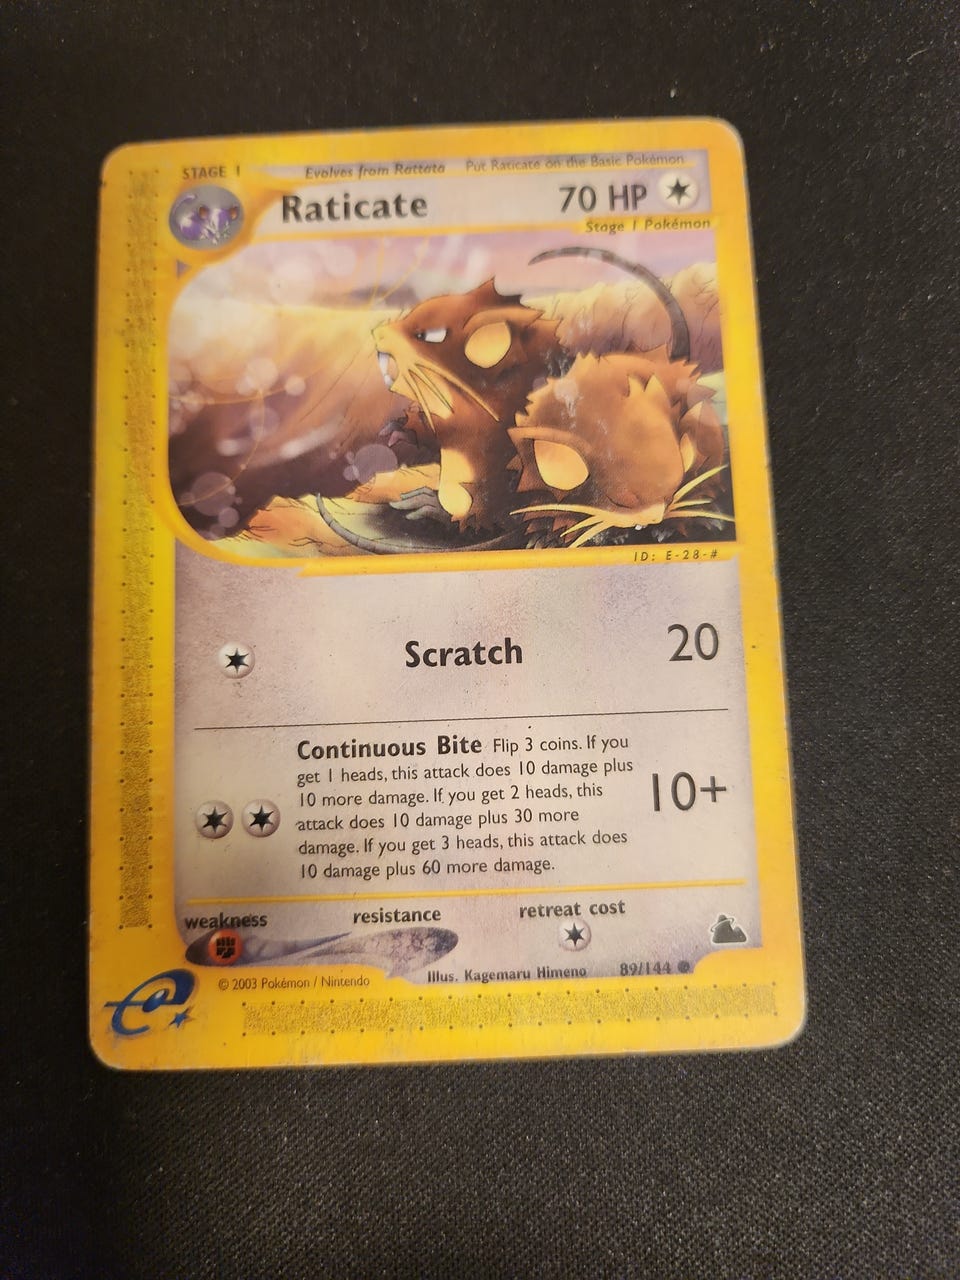 STAGE 1 Evolves from Rattata Put Raticate on the Basic Pokémon
Raticate 70 HP
Stage 1 Pokémon
ID: E-28-#
Scratch 20
Continuous Bite Flip 3 coins. If you
get 1 heads, this attack does 10 damage plus
10 more damage. If you get 2 heads, this
attack does 10 damage plus 30 more
damage. If you get 3 heads, this attack does
10 damage plus 60 more damage.
10+
weakness resistance retreat cost
Illus. Kagemaru Himeno 89/144
© 2003 Pokémon / Nintendo
e